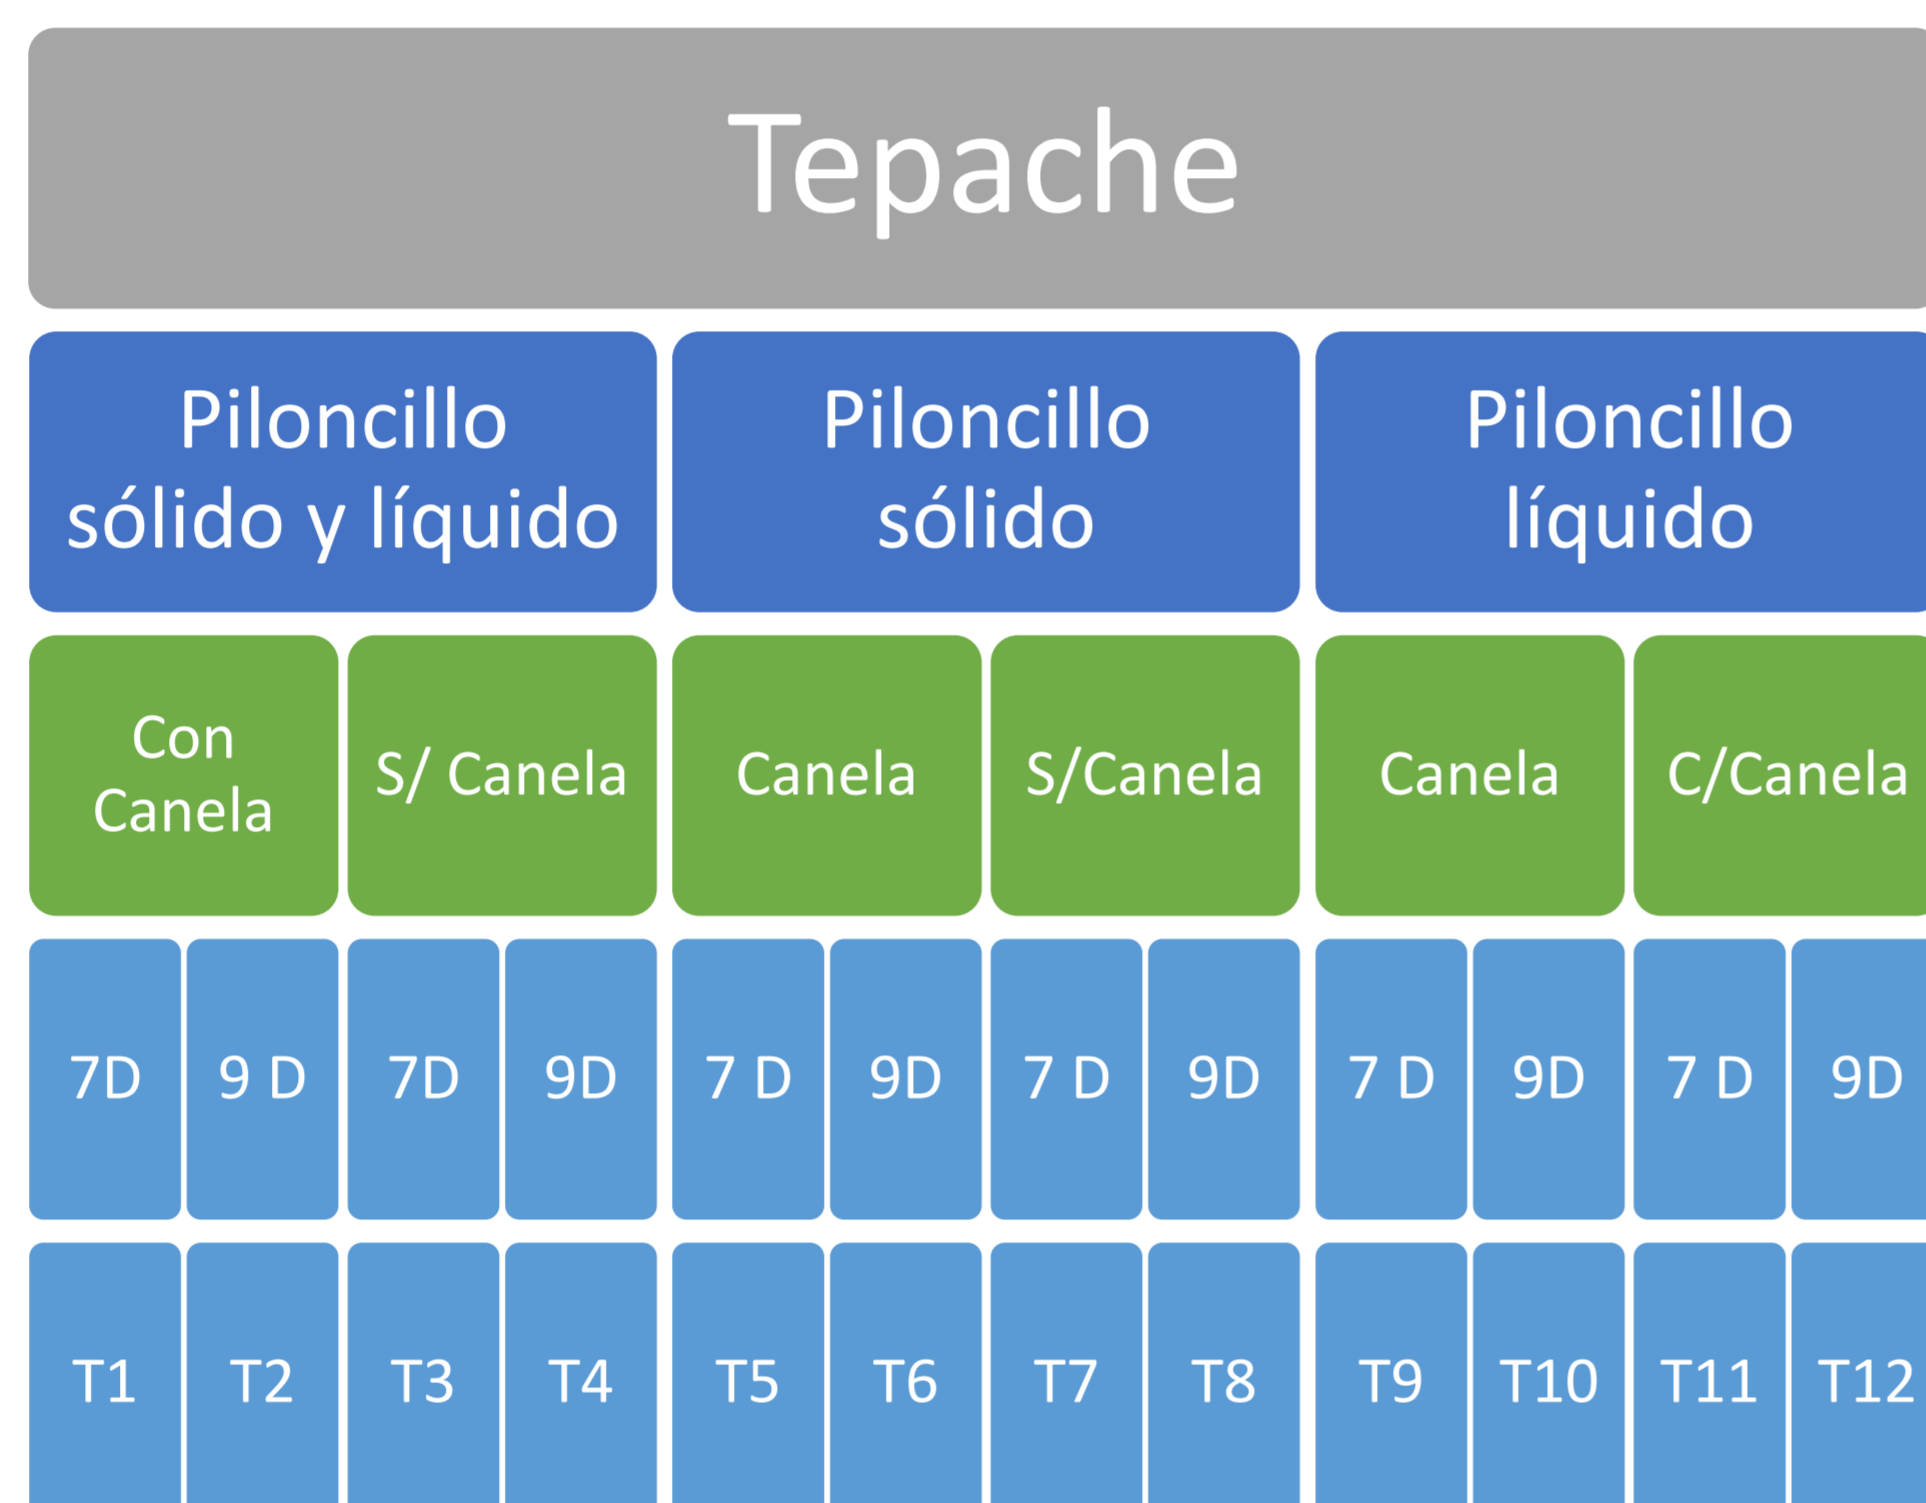 Tepache
Piloncillo
sólido y líquido
Piloncillo
sólido
Piloncillo
líquido
Con
Canela
S/ Canela
Canela
S/Canela
Canela
C/Canela
7D
9 D
7D
9D
7 D
9D
7 D
9D
7 D
9D
7 D
9D
T1
T2
T3
T4
T5
T6
T7
T8
T9
T10
T11
T12